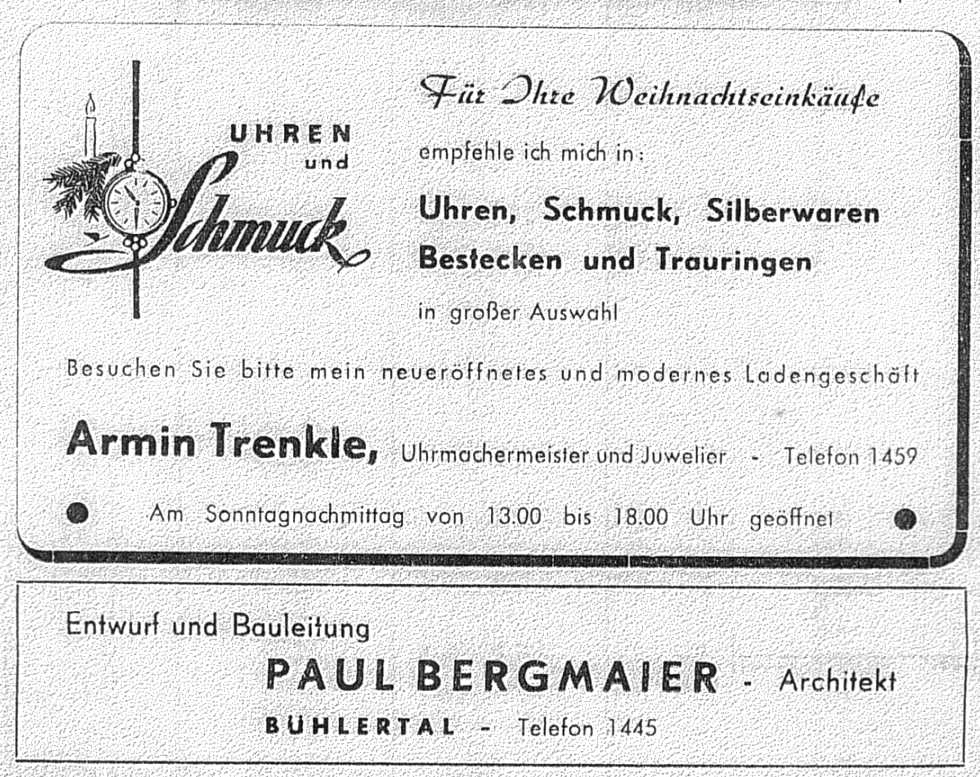 UHREN
und
Schmuck
Für Ihre Weihnachtseinkäufe
empfehle ich mich in:
Uhren, Schmuck, Silberwaren
Bestecken und Trauringen
in großer Auswahl
Besuchen Sie bitte mein neueröffnetes und modernes Ladengeschäft
Armin Trenkle, Uhrmachermeister und Juwelier - Telefon 1459
Am Sonntagnachmittag von 13.00 bis 18.00 Uhr geöffnet
Entwurf und Bauleitung
PAUL BERGMAIER - Architekt
BÜHLERTAL - Telefon 1445